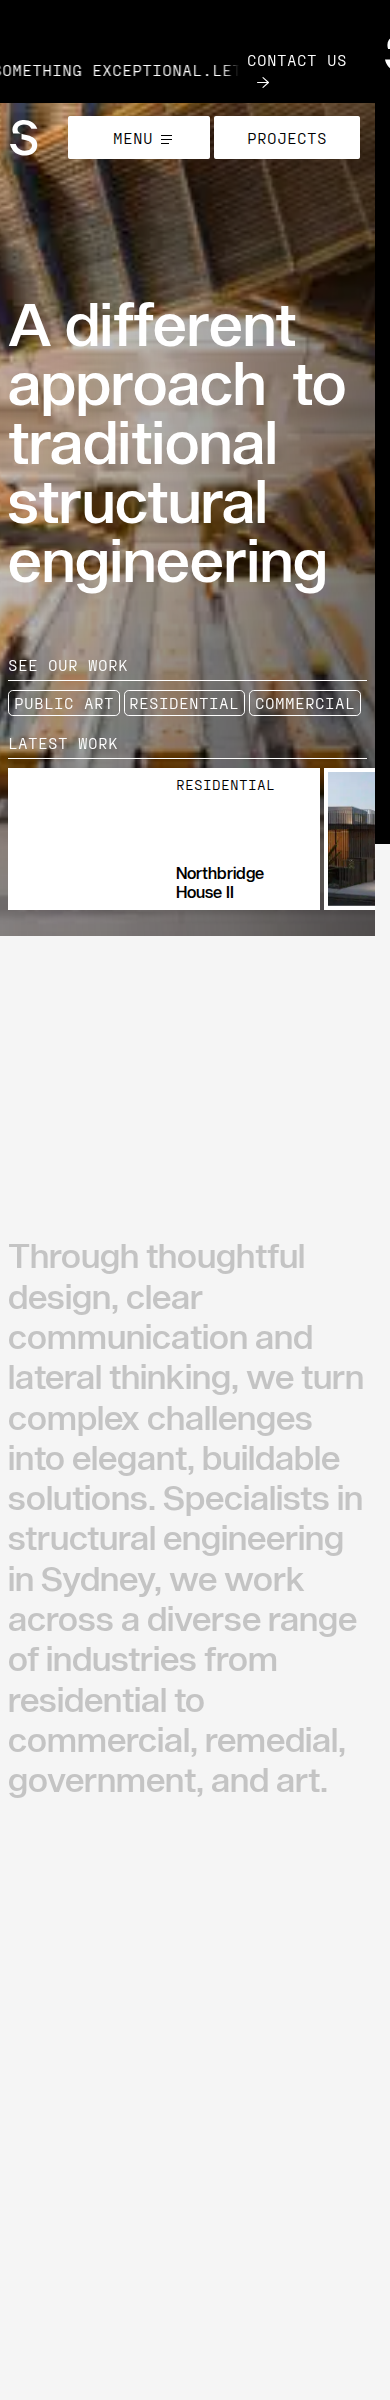 SOMETHING EXCEPTIONAL.LET
CONTACT US
→
S
MENU
PROJECTS
A different
approach to
traditional
structural
engineering
SEE OUR WORK
PUBLIC ART
RESIDENTIAL
COMMERCIAL
LATEST WORK
RESIDENTIAL
Northbridge
House II
Through thoughtful
design, clear
communication and
lateral thinking, we turn
complex challenges
into elegant, buildable
solutions. Specialists in
structural engineering
in Sydney, we work
across a diverse range
of industries from
residential to
commercial, remedial,
government, and art.